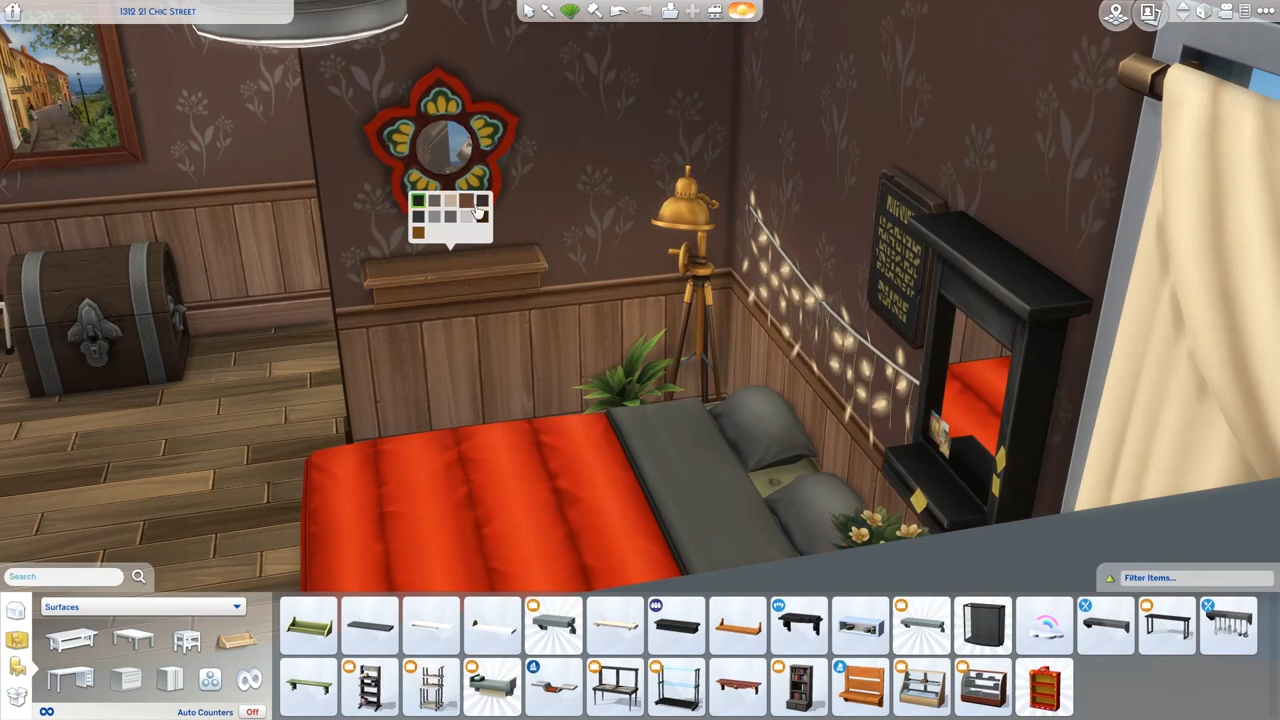 1312 21 Chic Street
Search
Filter Items...
Surfaces
Auto Counters Off